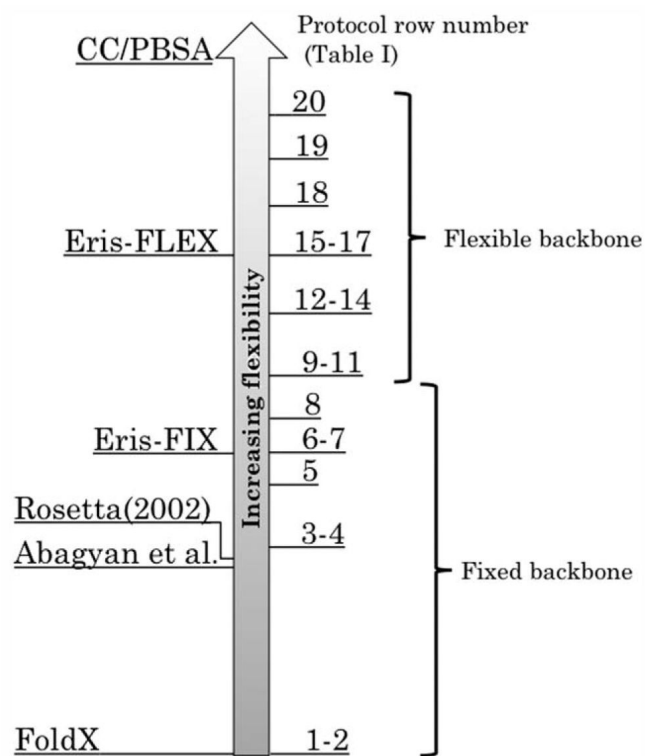 Protocol row number
(Table I)
CC/PBSA
20
19
18
Eris-FLEX
15-17
Flexible backbone
12-14
Increasing flexibility
9-11
8
Eris-FIX
6-7
5
Rosetta(2002)
3-4
Abagyan et al.
Fixed backbone
FoldX
1-2